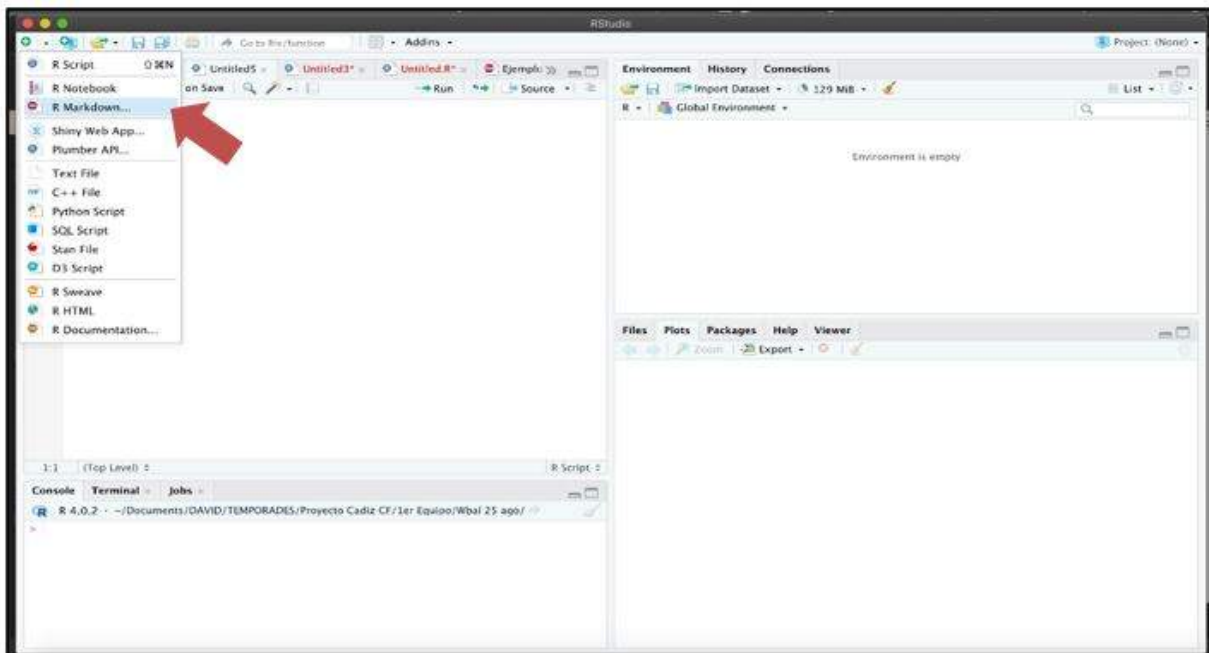 RStudio
Go to file/function
Addins
Project: (None)
R Script ⇧⌘N
R Notebook
R Markdown...
Shiny Web App...
Plumber API...
Text File
C++ File
Python Script
SQL Script
Stan File
D3 Script
R Sweave
R HTML
R Documentation...
Untitled5 Untitled3* Untitled.R* Ejemplo
on Save Run Source
1:1 (Top Level) R Script
Console Terminal Jobs
R 4.0.2 · ~/Documents/DAVID/TEMPORADES/Proyecto Cadiz CF/1er Equipo/Wbal 25 ago/
>
Environment History Connections
Import Dataset 129 MiB List
R Global Environment
Environment is empty
Files Plots Packages Help Viewer
Zoom Export